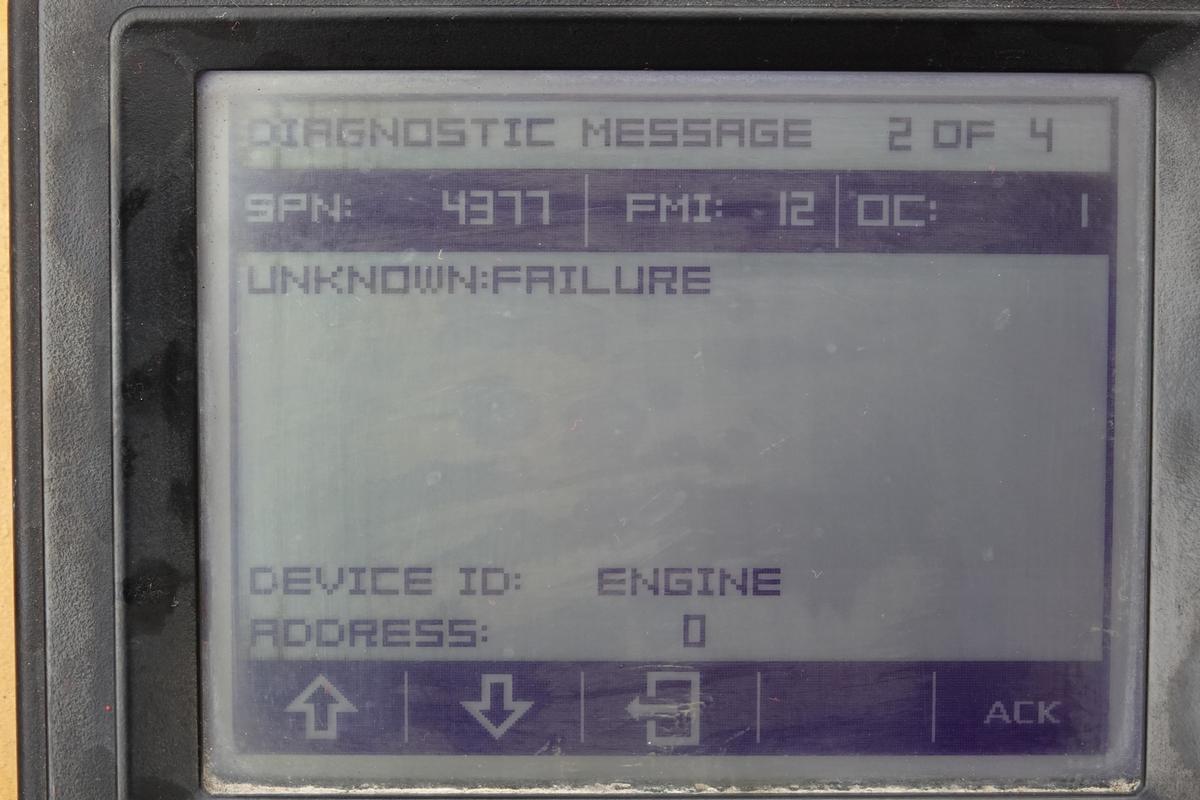 DIAGNOSTIC MESSAGE 2 OF 4
SPN: 4377 FMI: 12 OC: 1
UNKNOWN:FAILURE
DEVICE ID: ENGINE
ADDRESS: 0
ACK